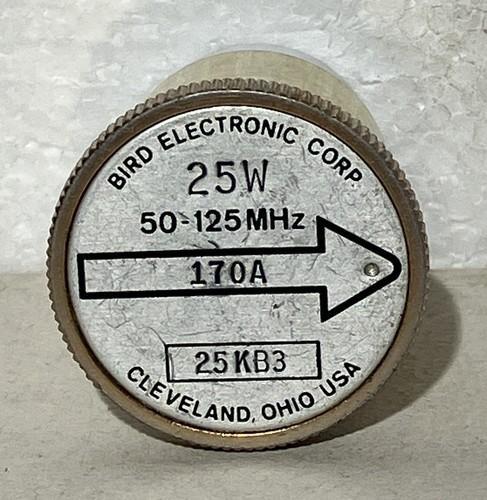 BIRD ELECTRONIC CORP.
25W
50-125MHz
170A
25KB3
CLEVELAND, OHIO USA